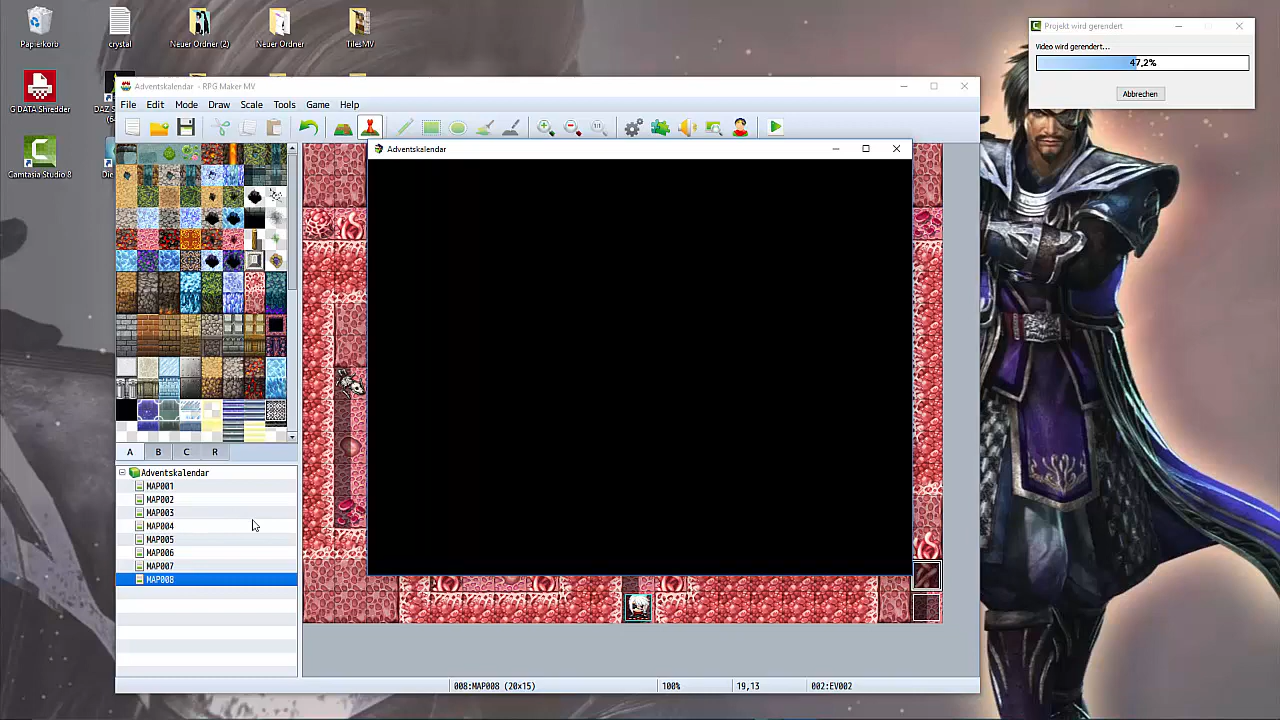 Papierkorb
crystal
Neuer Ordner (2)
Neuer Ordner
TilesMV
G DATA Shredder
DAZ S
Camtasia Studio 8
Die
Projekt wird gerendert
Video wird gerendert...
47,2%
Abbrechen
Adventskalendar - RPG Maker MV
File Edit Mode Draw Scale Tools Game Help
Adventskalendar
A B C R
Adventskalendar
MAP001
MAP002
MAP003
MAP004
MAP005
MAP006
MAP007
MAP008
008:MAP008 (20x15) 100% 19,13 002:EV002